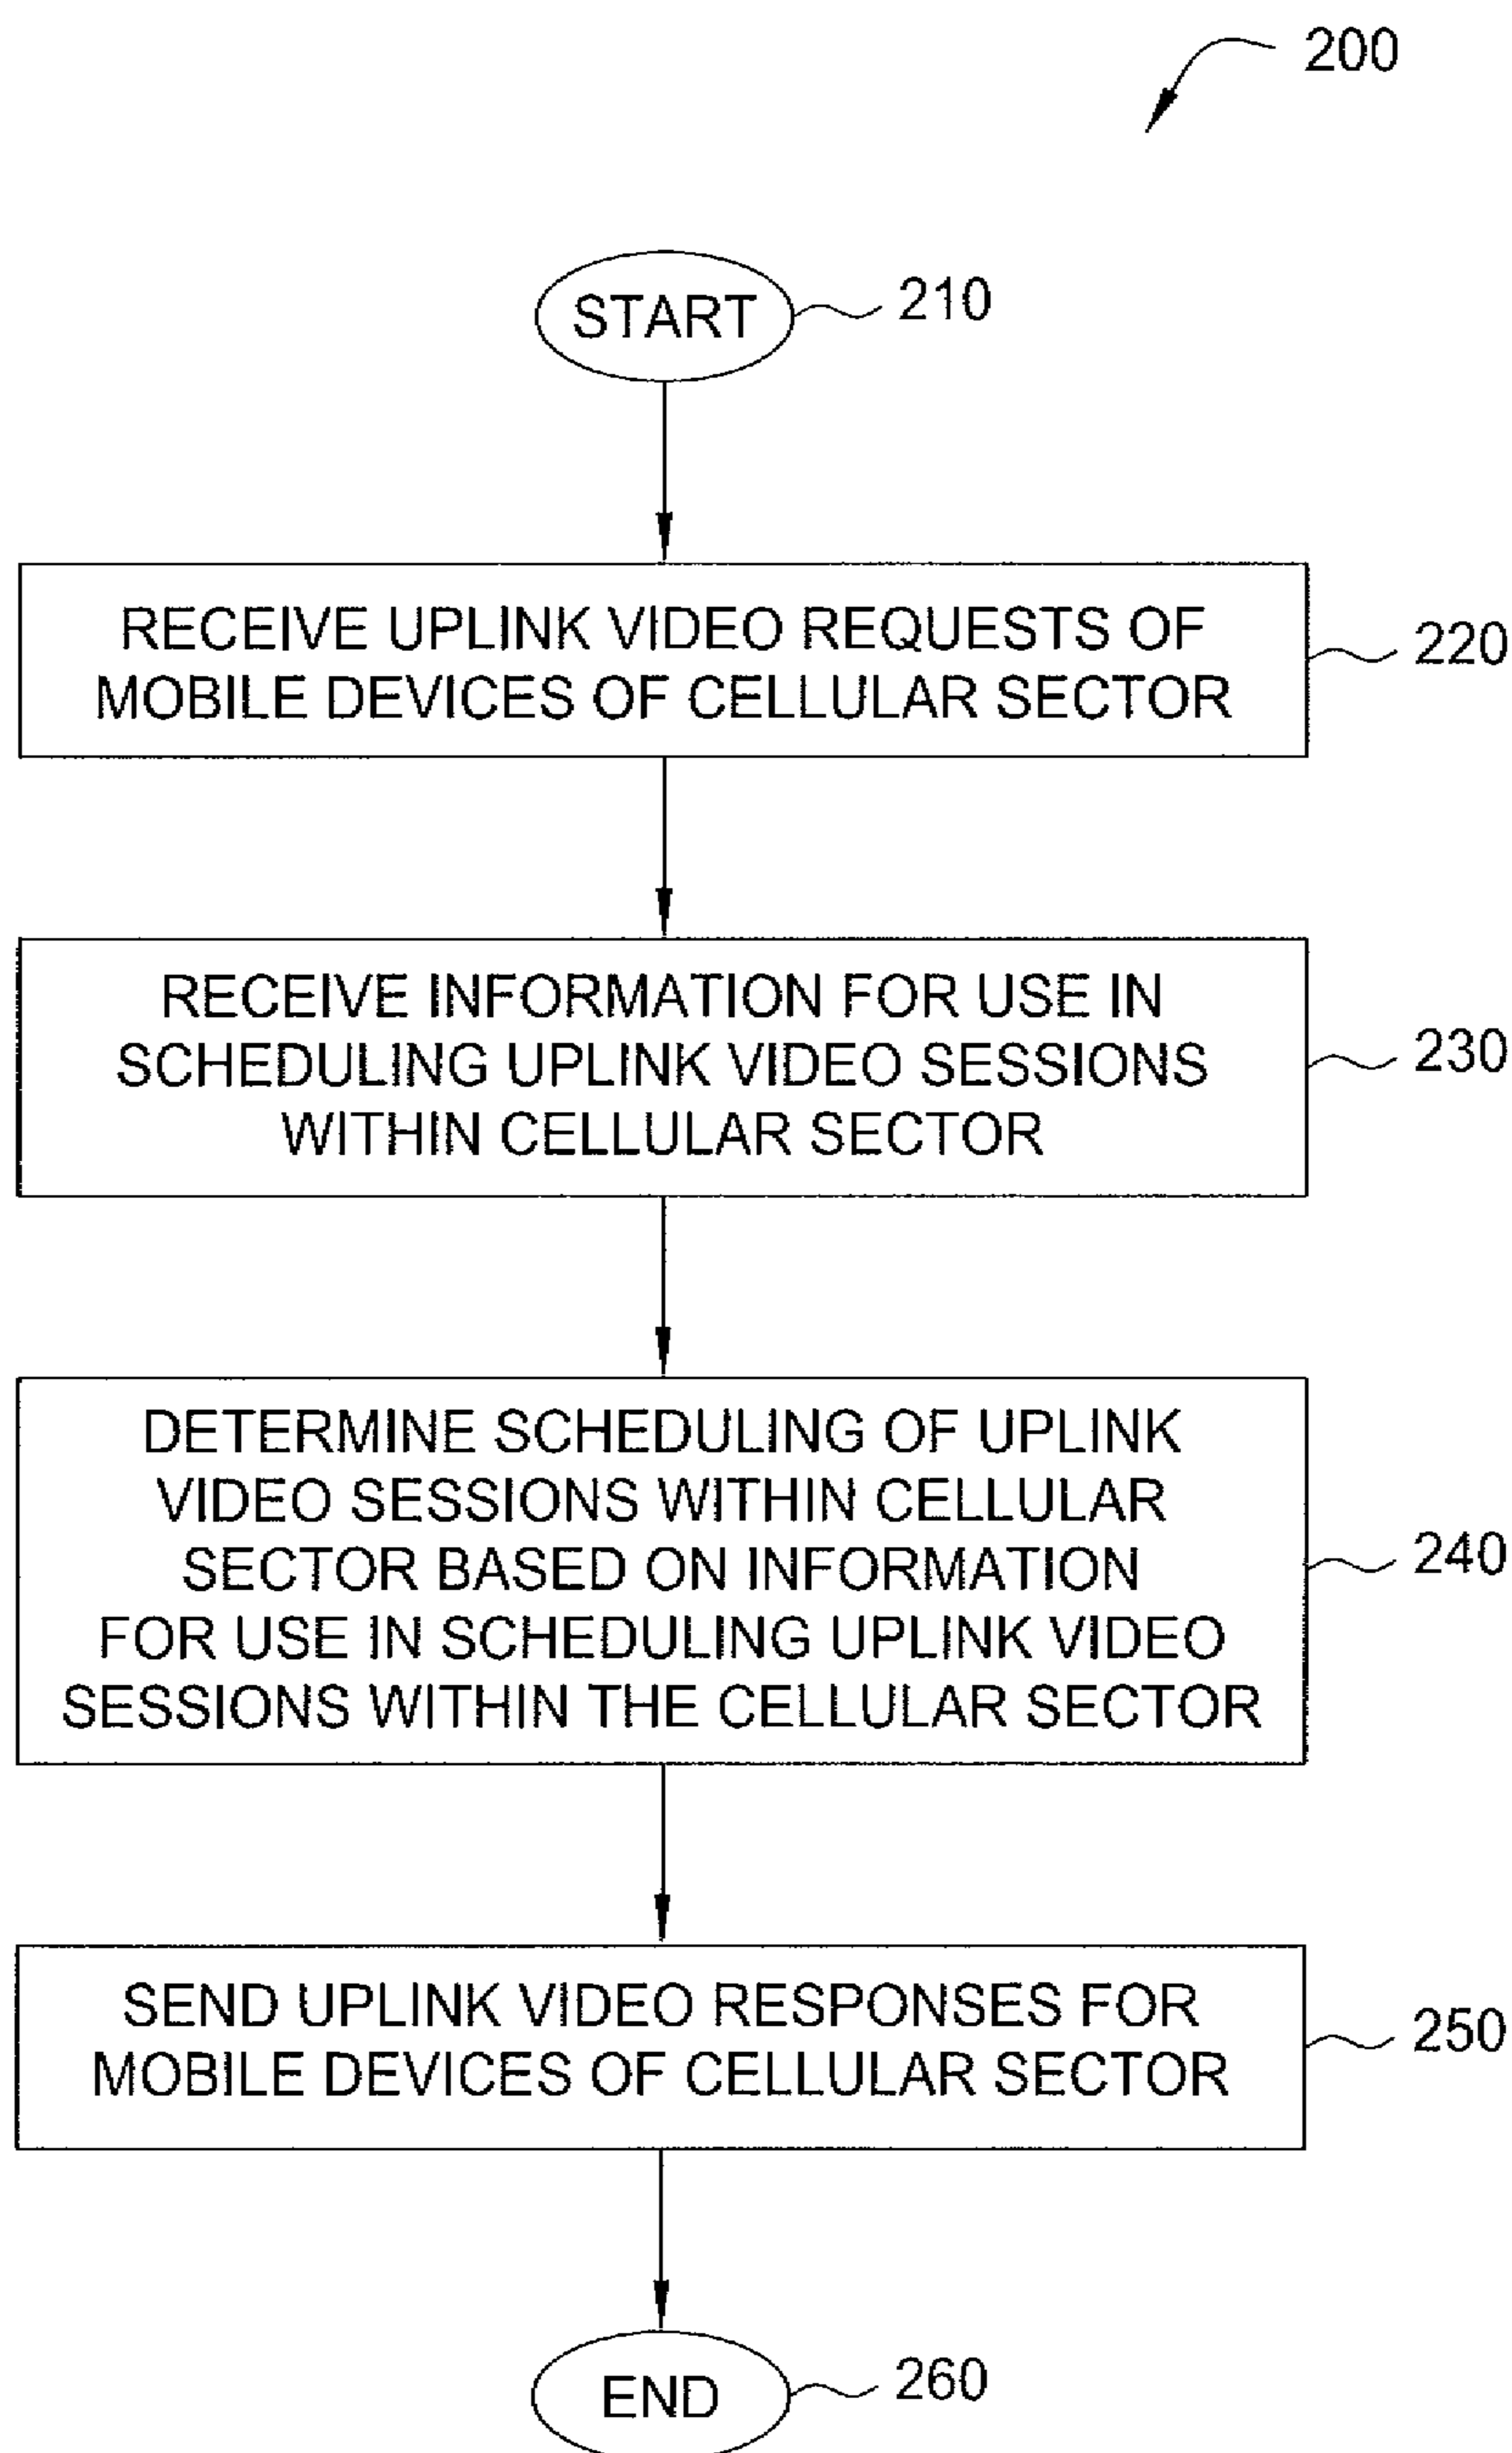 200
START
210
RECEIVE UPLINK VIDEO REQUESTS OF
MOBILE DEVICES OF CELLULAR SECTOR
220
RECEIVE INFORMATION FOR USE IN
SCHEDULING UPLINK VIDEO SESSIONS
WITHIN CELLULAR SECTOR
230
DETERMINE SCHEDULING OF UPLINK
VIDEO SESSIONS WITHIN CELLULAR
SECTOR BASED ON INFORMATION
FOR USE IN SCHEDULING UPLINK VIDEO
SESSIONS WITHIN THE CELLULAR SECTOR
240
SEND UPLINK VIDEO RESPONSES FOR
MOBILE DEVICES OF CELLULAR SECTOR
250
END
260